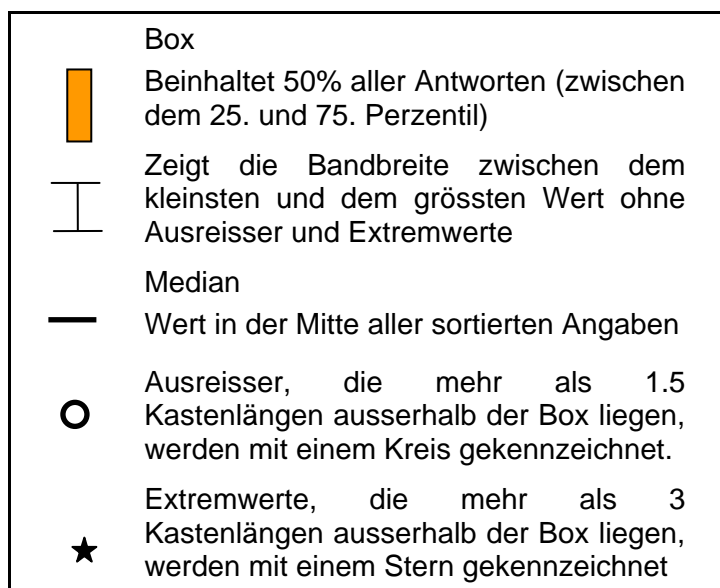 Box
Beinhaltet 50% aller Antworten (zwischen
dem 25. und 75. Perzentil)
Zeigt die Bandbreite zwischen dem
kleinsten und dem grössten Wert ohne
Ausreisser und Extremwerte
Median
Wert in der Mitte aller sortierten Angaben
Ausreisser, die mehr als 1.5
Kastenlängen ausserhalb der Box liegen,
werden mit einem Kreis gekennzeichnet.
Extremwerte, die mehr als 3
Kastenlängen ausserhalb der Box liegen,
werden mit einem Stern gekennzeichnet